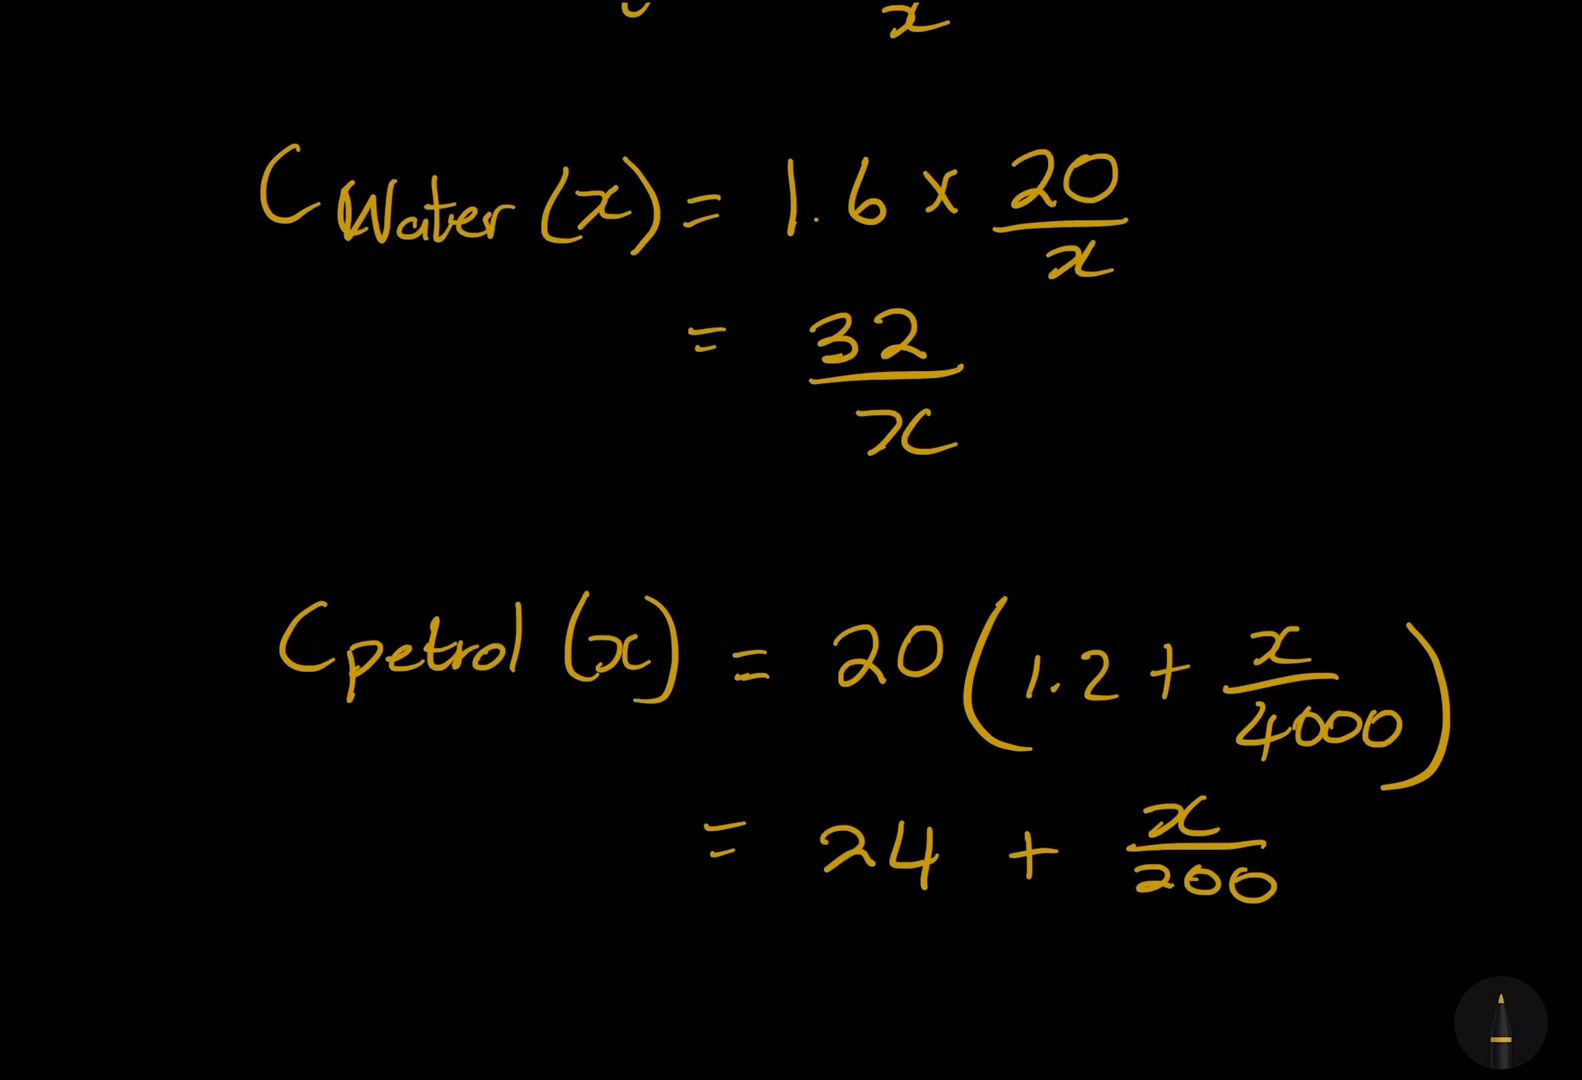 x
C Water (x) = 1.6 × 20/x
= 32/x
C petrol (x) = 20(1.2 + x/4000)
= 24 + x/200